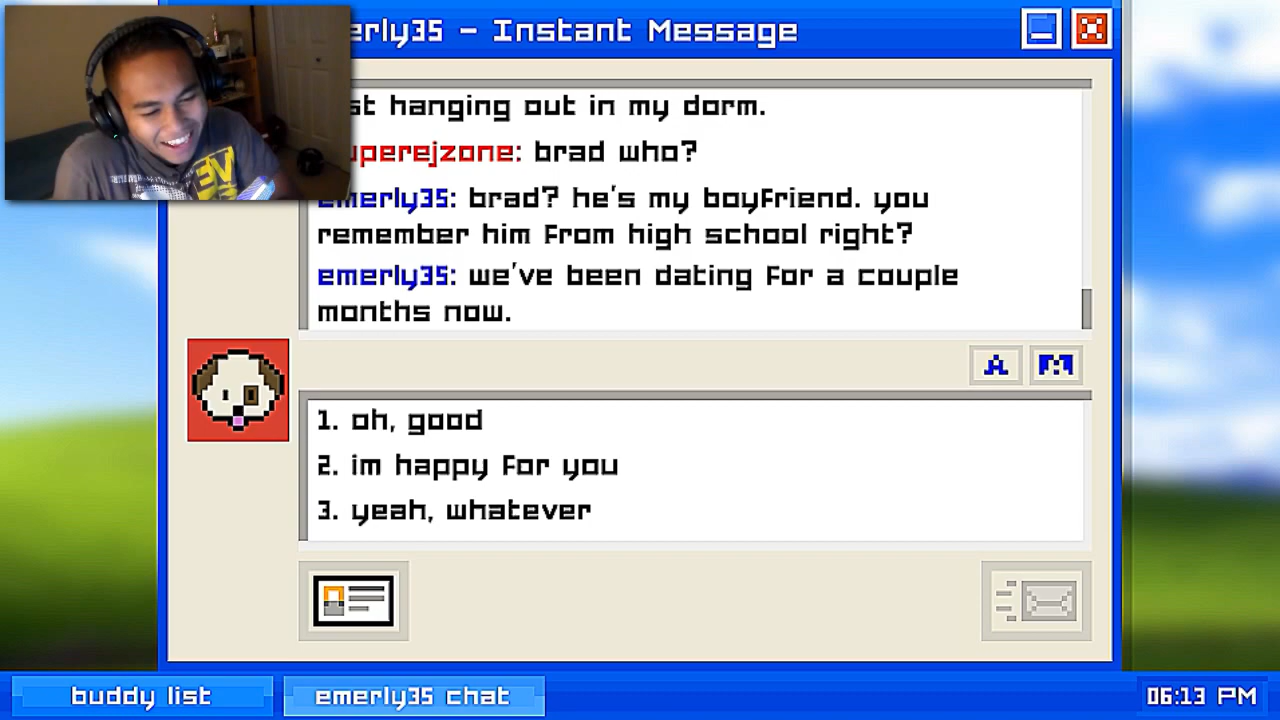 erly35 - Instant Message
st hanging out in my dorm.
uperejzone: brad who?
emerly35: brad? he's my boyfriend. you
remember him from high school right?
emerly35: we've been dating for a couple
months now.
A
1. oh, good
2. im happy for you
3. yeah, whatever
buddy list
emerly35 chat
06:13 PM